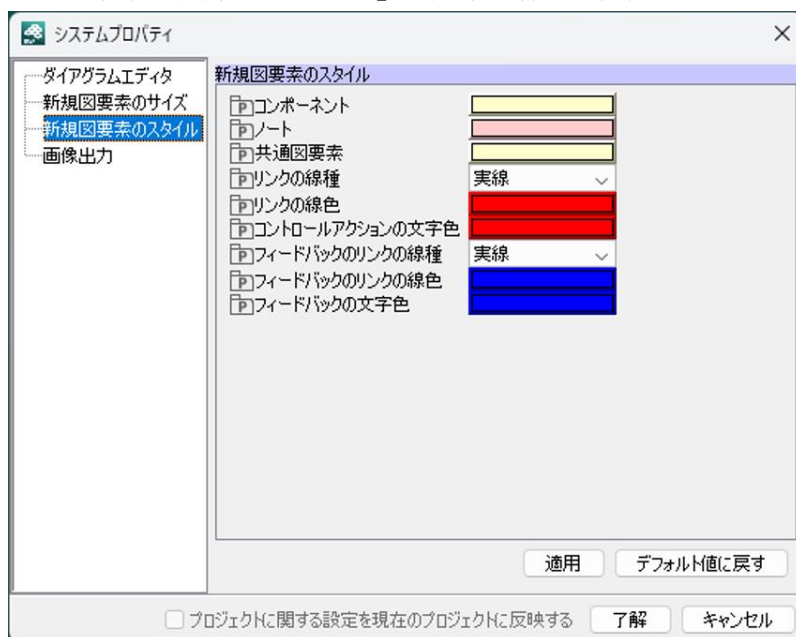 システムプロパティ
ダイアグラムエディタ
新規図要素のサイズ
新規図要素のスタイル
画像出力
新規図要素のスタイル
コンポーネント
ノート
共通図要素
リンクの線種 実線
リンクの線色
コントロールアクションの文字色
フィードバックのリンクの線種 実線
フィードバックのリンクの線色
フィードバックの文字色
適用 デフォルト値に戻す
プロジェクトに関する設定を現在のプロジェクトに反映する 了解 キャンセル